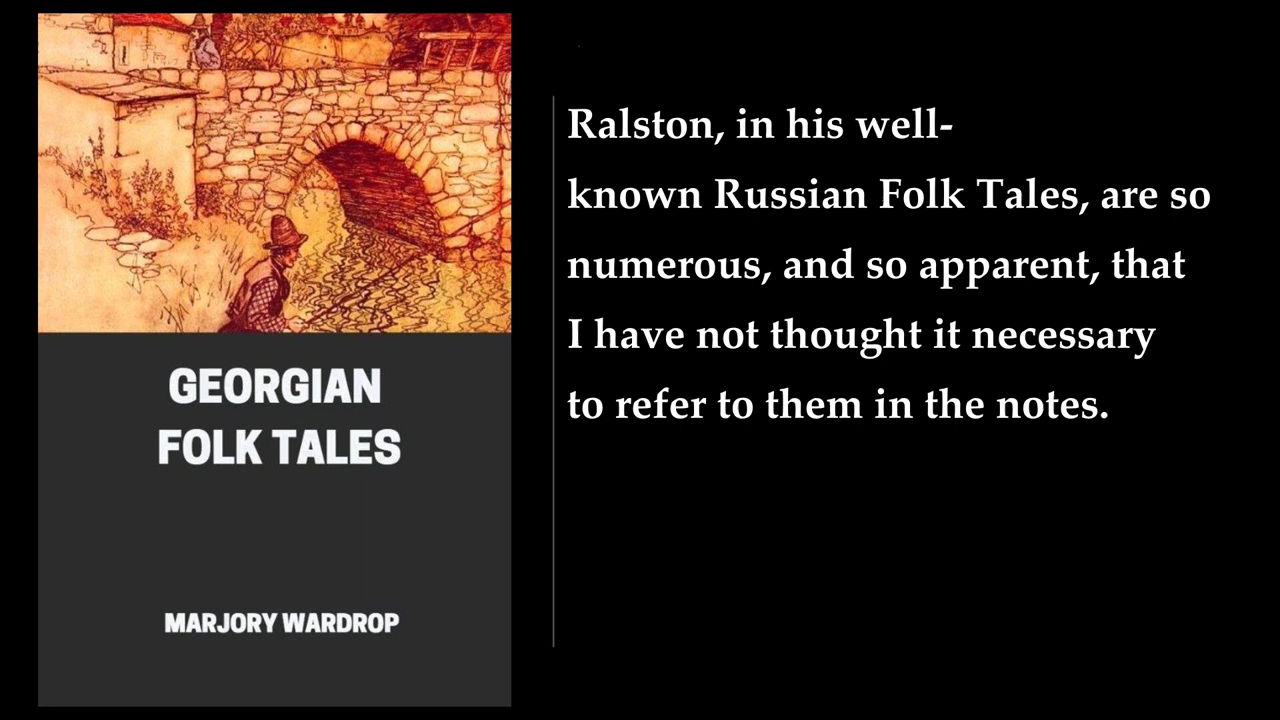 GEORGIAN
FOLK TALES
MARJORY WARDROP
Ralston, in his well-
known Russian Folk Tales, are so
numerous, and so apparent, that
I have not thought it necessary
to refer to them in the notes.